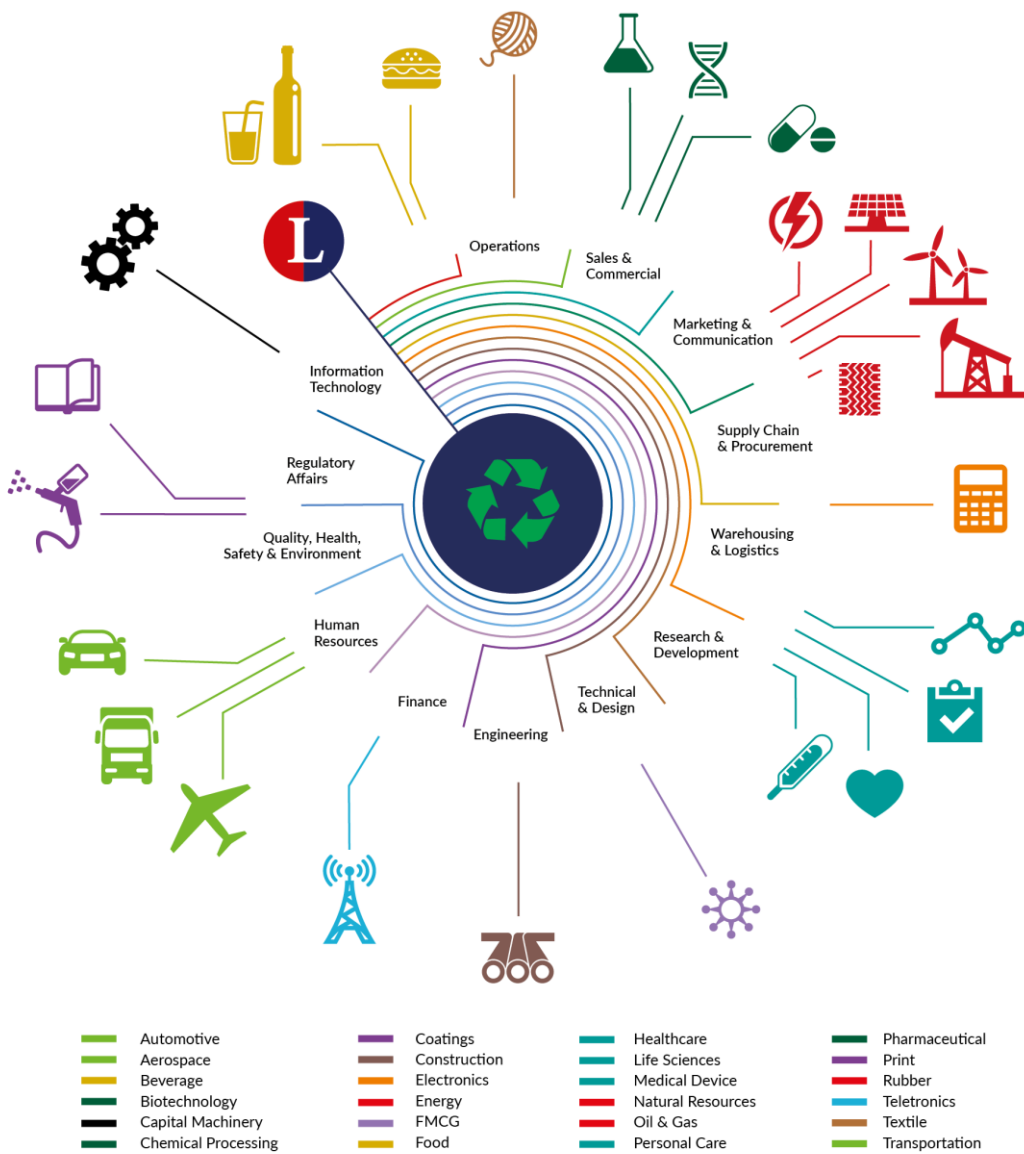 L
Operations
Sales &
Commercial
Marketing &
Communication
Information
Technology
Supply Chain
& Procurement
Regulatory
Affairs
Warehousing
& Logistics
Quality, Health,
Safety & Environment
Human
Resources
Research &
Development
Finance
Technical
& Design
Engineering
Automotive
Aerospace
Beverage
Biotechnology
Capital Machinery
Chemical Processing
Coatings
Construction
Electronics
Energy
FMCG
Food
Healthcare
Life Sciences
Medical Device
Natural Resources
Oil & Gas
Personal Care
Pharmaceutical
Print
Rubber
Teletronics
Textile
Transportation